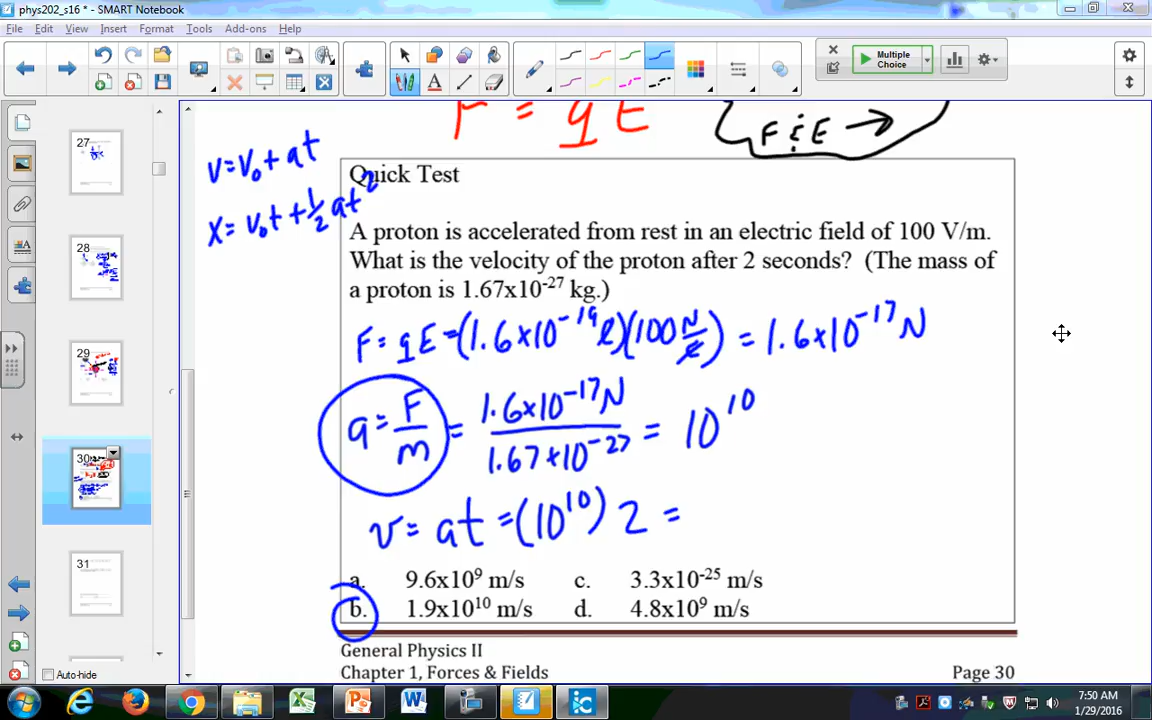 phys202_s16 * - SMART Notebook
File Edit View Insert Format Tools Add-ons Help
Multiple Choice
27
28
29
30
31
Auto-hide
F = qE
F & E →
v = v₀ + at
x = v₀t + ½at²
Quick Test
A proton is accelerated from rest in an electric field of 100 V/m.
What is the velocity of the proton after 2 seconds? (The mass of
a proton is 1.67x10⁻²⁷ kg.)
F = qE = (1.6×10⁻¹⁹C)(100 N/C) = 1.6×10⁻¹⁷N
a = F/m = 1.6×10⁻¹⁷N / 1.67×10⁻²⁷ = 10¹⁰
v = at = (10¹⁰) 2 =
a. 9.6x10⁹ m/s c. 3.3x10⁻²⁵ m/s
b. 1.9x10¹⁰ m/s d. 4.8x10⁹ m/s
General Physics II
Chapter 1, Forces & Fields Page 30
7:50 AM
1/29/2016